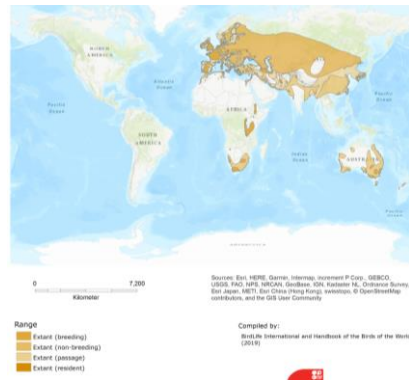 NORTH
AMERICA
Atlantic
Ocean
Pacific
Ocean
AFRICA
SOUTH
AMERICA
Indian
Ocean
AUSTRALIA
Pacific
Ocean
0 7,200
Kilometer
Sources: Esri, HERE, Garmin, Intermap, increment P Corp., GEBCO,
USGS, FAO, NPS, NRCAN, GeoBase, IGN, Kadaster NL, Ordnance Survey,
Esri Japan, METI, Esri China (Hong Kong), swisstopo, © OpenStreetMap
contributors, and the GIS User Community
Range
Extant (breeding)
Extant (non-breeding)
Extant (passage)
Extant (resident)
Compiled by:
BirdLife International and Handbook of the Birds of the World
(2019)